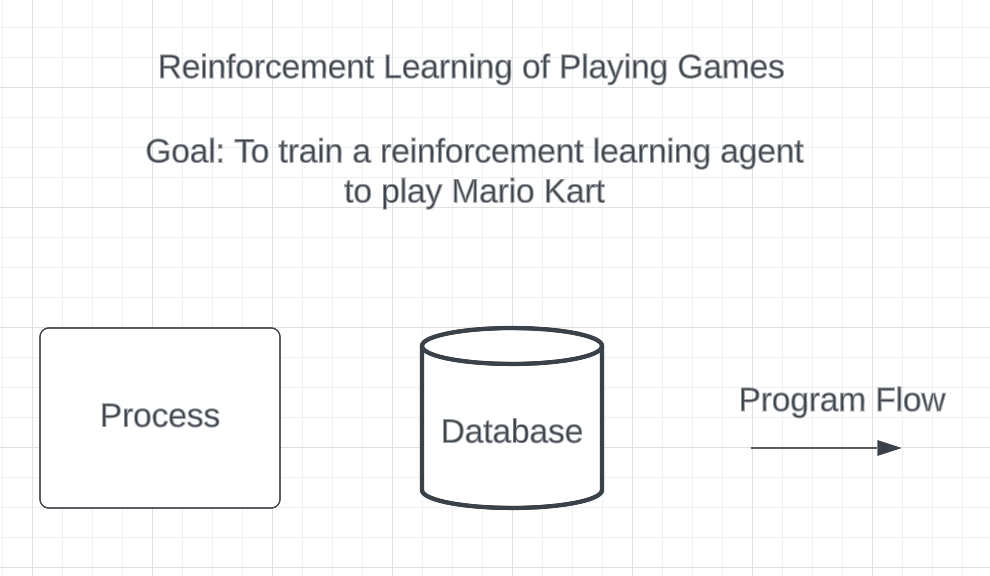 Reinforcement Learning of Playing Games
Goal: To train a reinforcement learning agent
to play Mario Kart
Process
Database
Program Flow